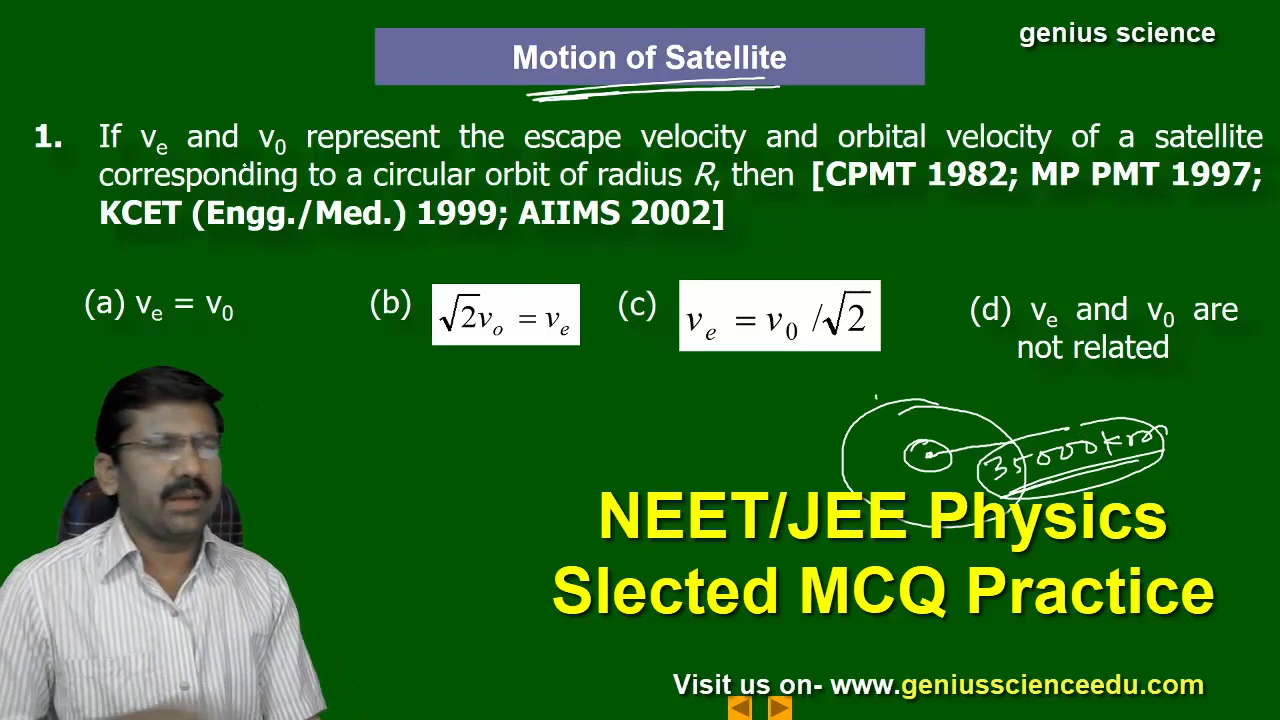 genius science
Motion of Satellite
1. If vₑ and v₀ represent the escape velocity and orbital velocity of a satellite
corresponding to a circular orbit of radius R, then [CPMT 1982; MP PMT 1997;
KCET (Engg./Med.) 1999; AIIMS 2002]
(a) vₑ = v₀ (b) √2vₒ = vₑ (c) vₑ = v₀ /√2 (d) vₑ and v₀ are
not related
35000km
NEET/JEE Physics
Slected MCQ Practice
Visit us on- www.geniusscienceedu.com